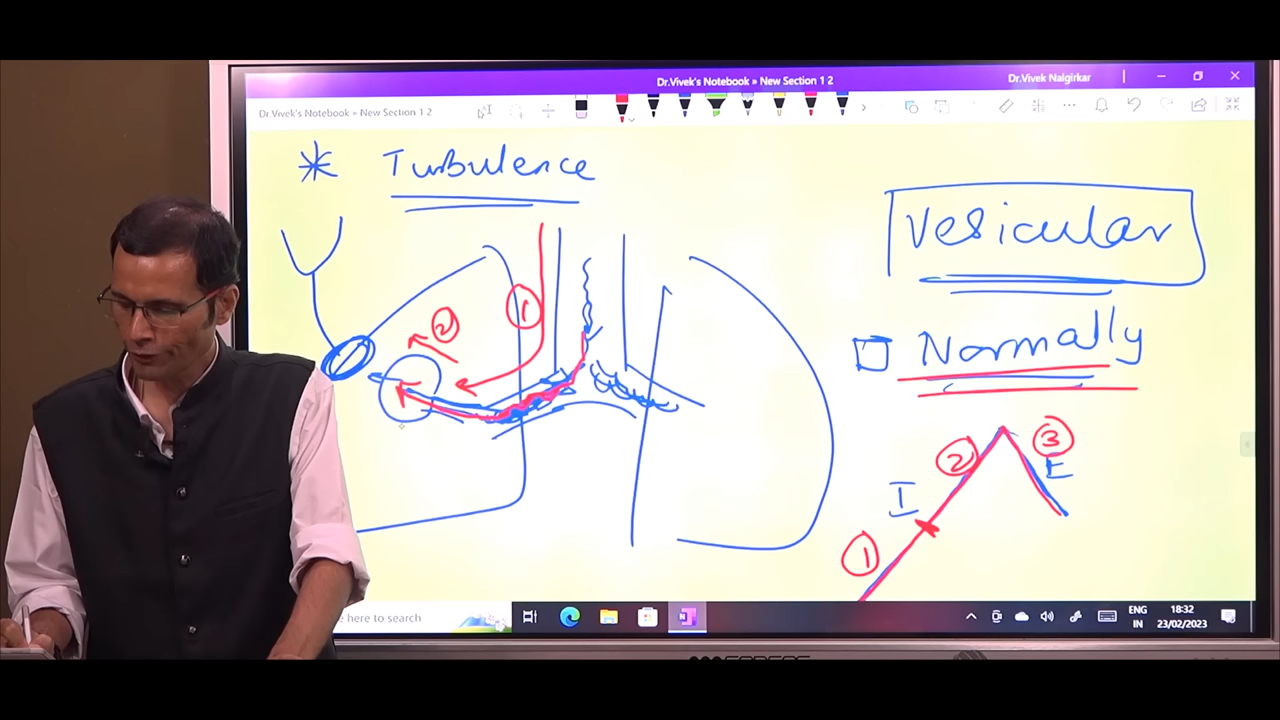 Dr.Vivek's Notebook » New Section 1 2
Dr.Vivek Nalgirkar
Dr.Vivek's Notebook » New Section 1 2
* Turbulence
Vesicular
Normally
1
2
2
3
I
E
1
here to search
ENG
IN
18:32
23/02/2023